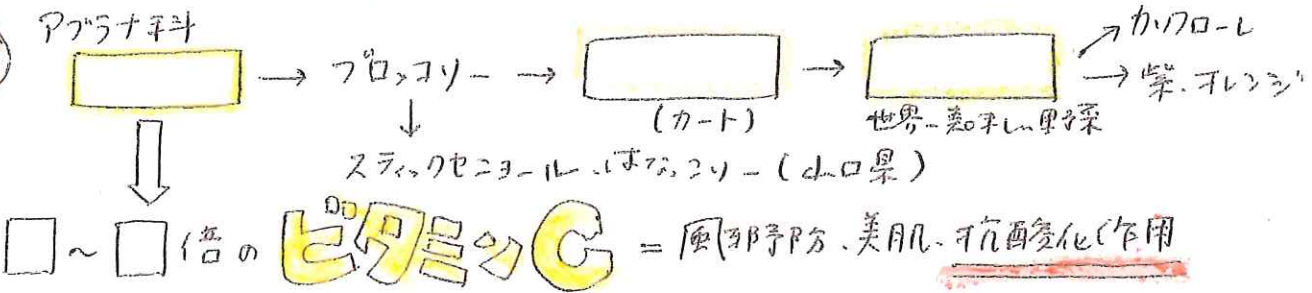 アブラナ科
→ ブロッコリー → → → カリフローレ
→ 紫、オレンジ
(カート) 世界一美味しい野菜
↓
スティックセニョール、はなっコリー(山口県)
~ 倍の ビタミンC = 風邪予防、美肌、抗酸化作用